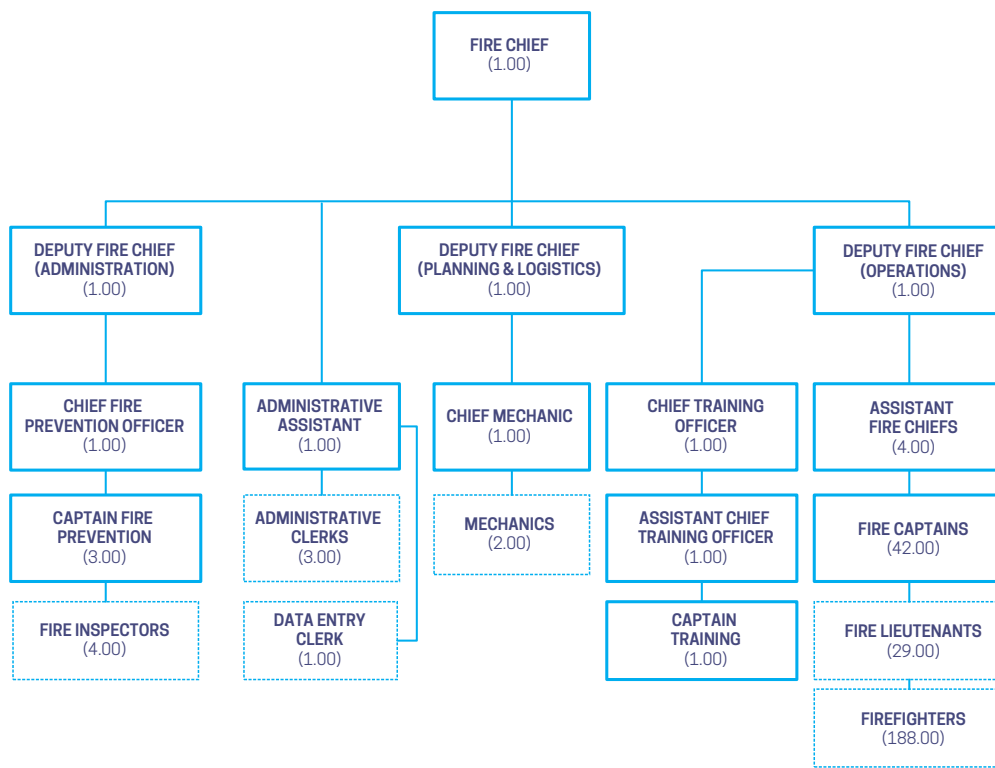 FIRE CHIEF
(1.00)
DEPUTY FIRE CHIEF
(ADMINISTRATION)
(1.00)
DEPUTY FIRE CHIEF
(PLANNING & LOGISTICS)
(1.00)
DEPUTY FIRE CHIEF
(OPERATIONS)
(1.00)
CHIEF FIRE
PREVENTION OFFICER
(1.00)
ADMINISTRATIVE
ASSISTANT
(1.00)
CHIEF MECHANIC
(1.00)
CHIEF TRAINING
OFFICER
(1.00)
ASSISTANT
FIRE CHIEFS
(4.00)
CAPTAIN FIRE
PREVENTION
(3.00)
ADMINISTRATIVE
CLERKS
(3.00)
MECHANICS
(2.00)
ASSISTANT CHIEF
TRAINING OFFICER
(1.00)
FIRE CAPTAINS
(42.00)
FIRE INSPECTORS
(4.00)
DATA ENTRY
CLERK
(1.00)
CAPTAIN
TRAINING
(1.00)
FIRE LIEUTENANTS
(29.00)
FIREFIGHTERS
(188.00)